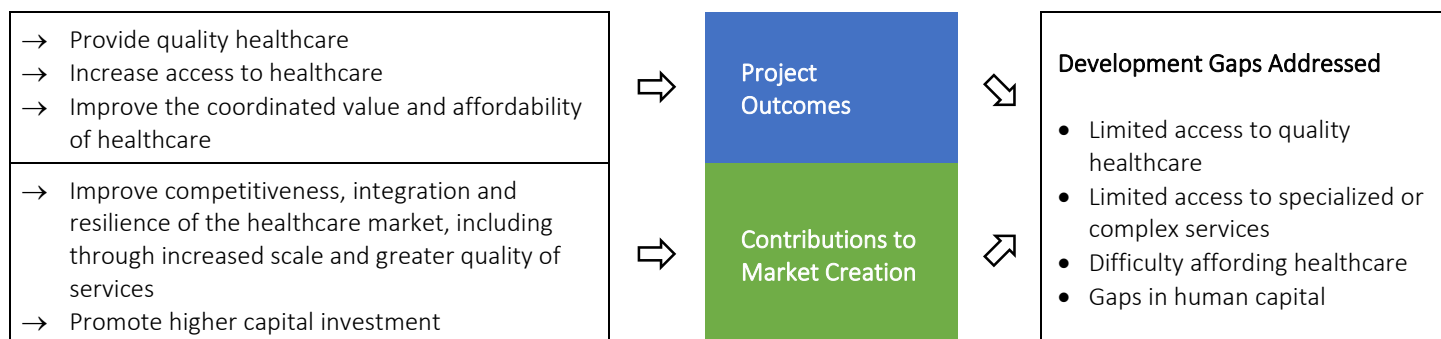 → Provide quality healthcare
→ Increase access to healthcare
→ Improve the coordinated value and affordability
of healthcare
→ Improve competitiveness, integration and
resilience of the healthcare market, including
through increased scale and greater quality of
services
→ Promote higher capital investment
Project
Outcomes
Contributions to
Market Creation
Development Gaps Addressed
• Limited access to quality
healthcare
• Limited access to specialized or
complex services
• Difficulty affording healthcare
• Gaps in human capital